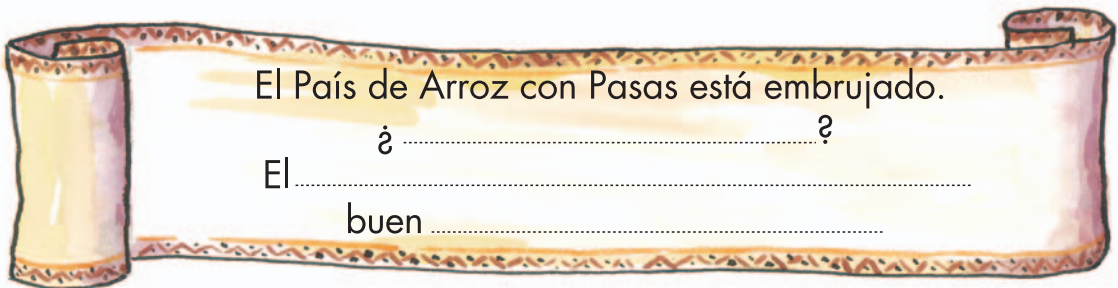 El País de Arroz con Pasas está embrujado.
¿ ........................................ ?
El ........................................
buen ........................................